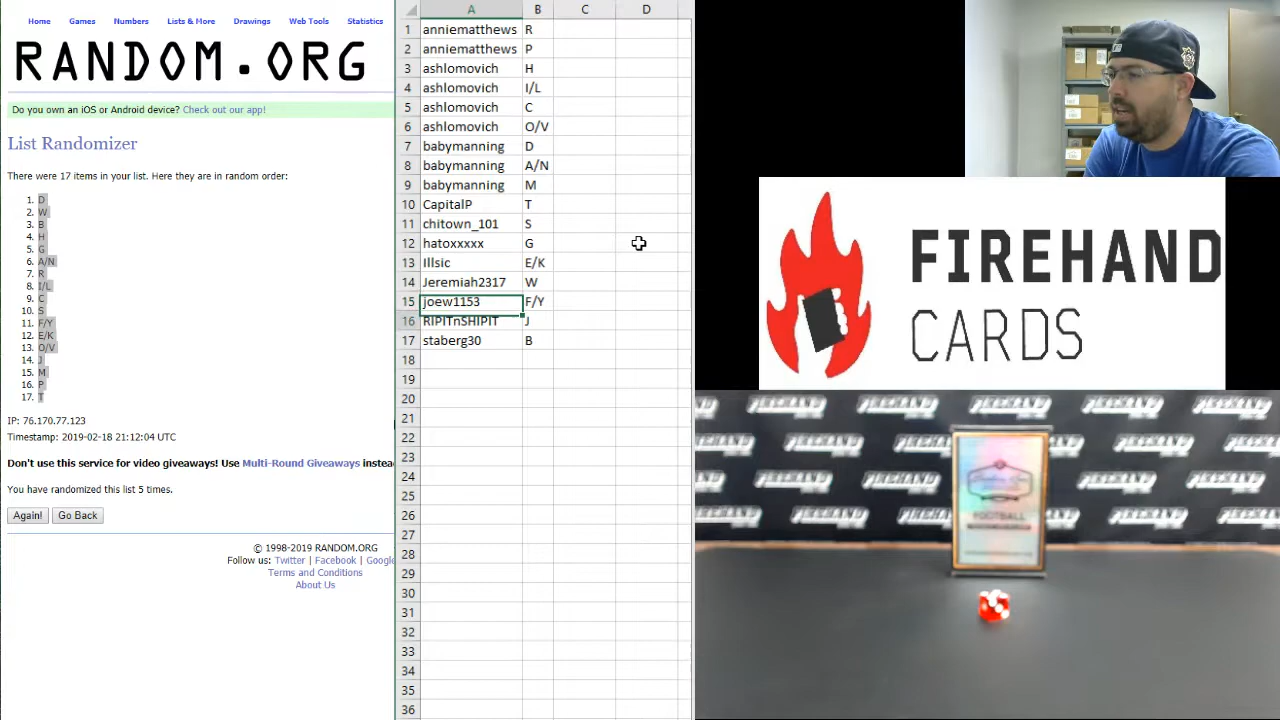 Home Games Numbers Lists & More Drawings Web Tools Statistics
RANDOM.ORG
Do you own an iOS or Android device? Check out our app!
List Randomizer
There were 17 items in your list. Here they are in random order:
1. D
2. W
3. B
4. H
5. G
6. A/N
7. R
8. I/L
9. C
10. S
11. F/Y
12. E/K
13. O/V
14. J
15. M
16. P
17. T
IP: 76.170.77.123
Timestamp: 2019-02-18 21:12:04 UTC
Don't use this service for video giveaways! Use Multi-Round Giveaways instea
You have randomized this list 5 times.
Again! Go Back
© 1998-2019 RANDOM.ORG
Follow us: Twitter | Facebook | Google
Terms and Conditions
About Us
A B C D
1 anniematthews R
2 anniematthews P
3 ashlomovich H
4 ashlomovich I/L
5 ashlomovich C
6 ashlomovich O/V
7 babymanning D
8 babymanning A/N
9 babymanning M
10 CapitalP T
11 chitown_101 S
12 hatoxxxxx G
13 Illsic E/K
14 Jeremiah2317 W
15 joew1153 F/Y
16 RIPITnSHIPIT J
17 staberg30 B
18
19
20
21
22
23
24
25
26
27
28
29
30
31
32
33
34
35
36
FIREHAND
CARDS
FOOTBALL